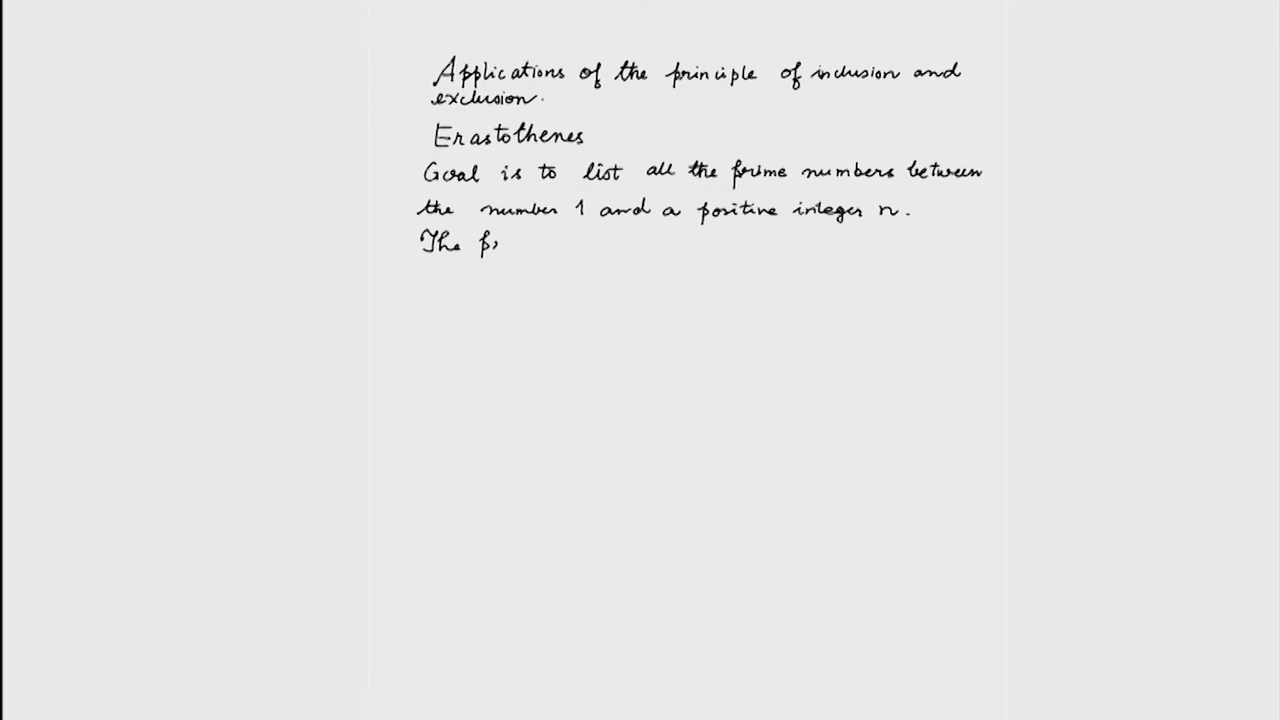 Applications of the principle of inclusion and
exclusion.
Erastothenes
Goal is to list all the prime numbers between
the number 1 and a positive integer n.
The